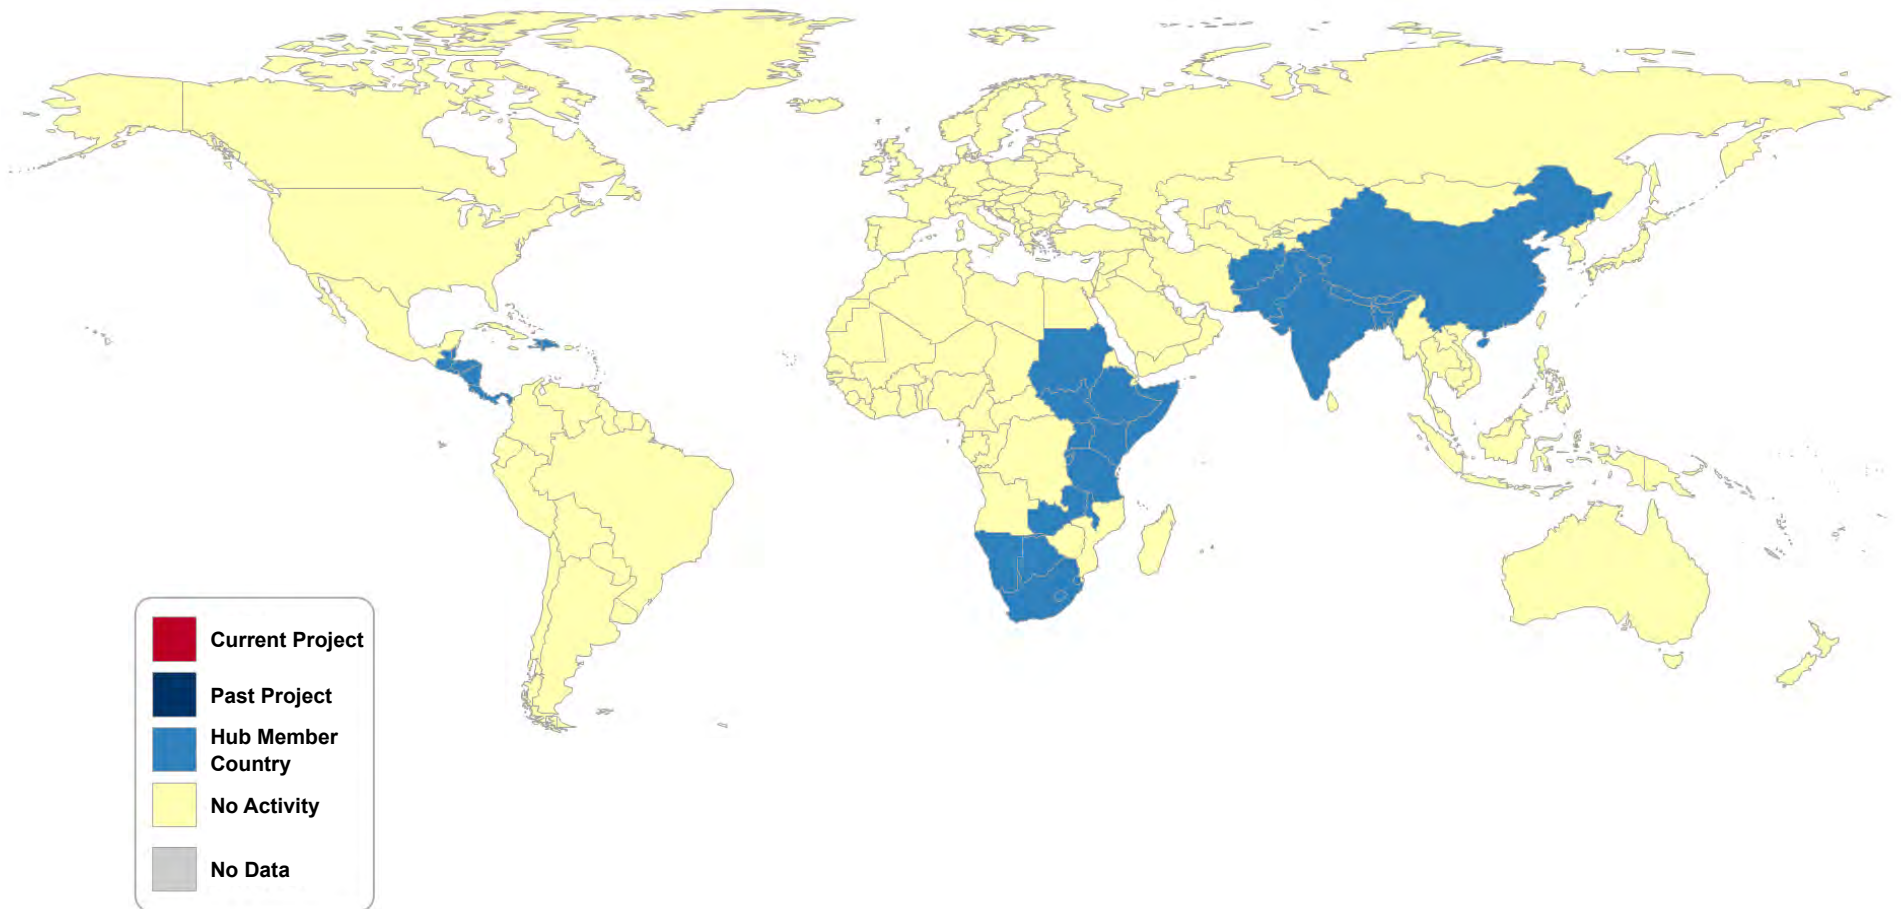 Current Project
Past Project
Hub Member
Country
No Activity
No Data